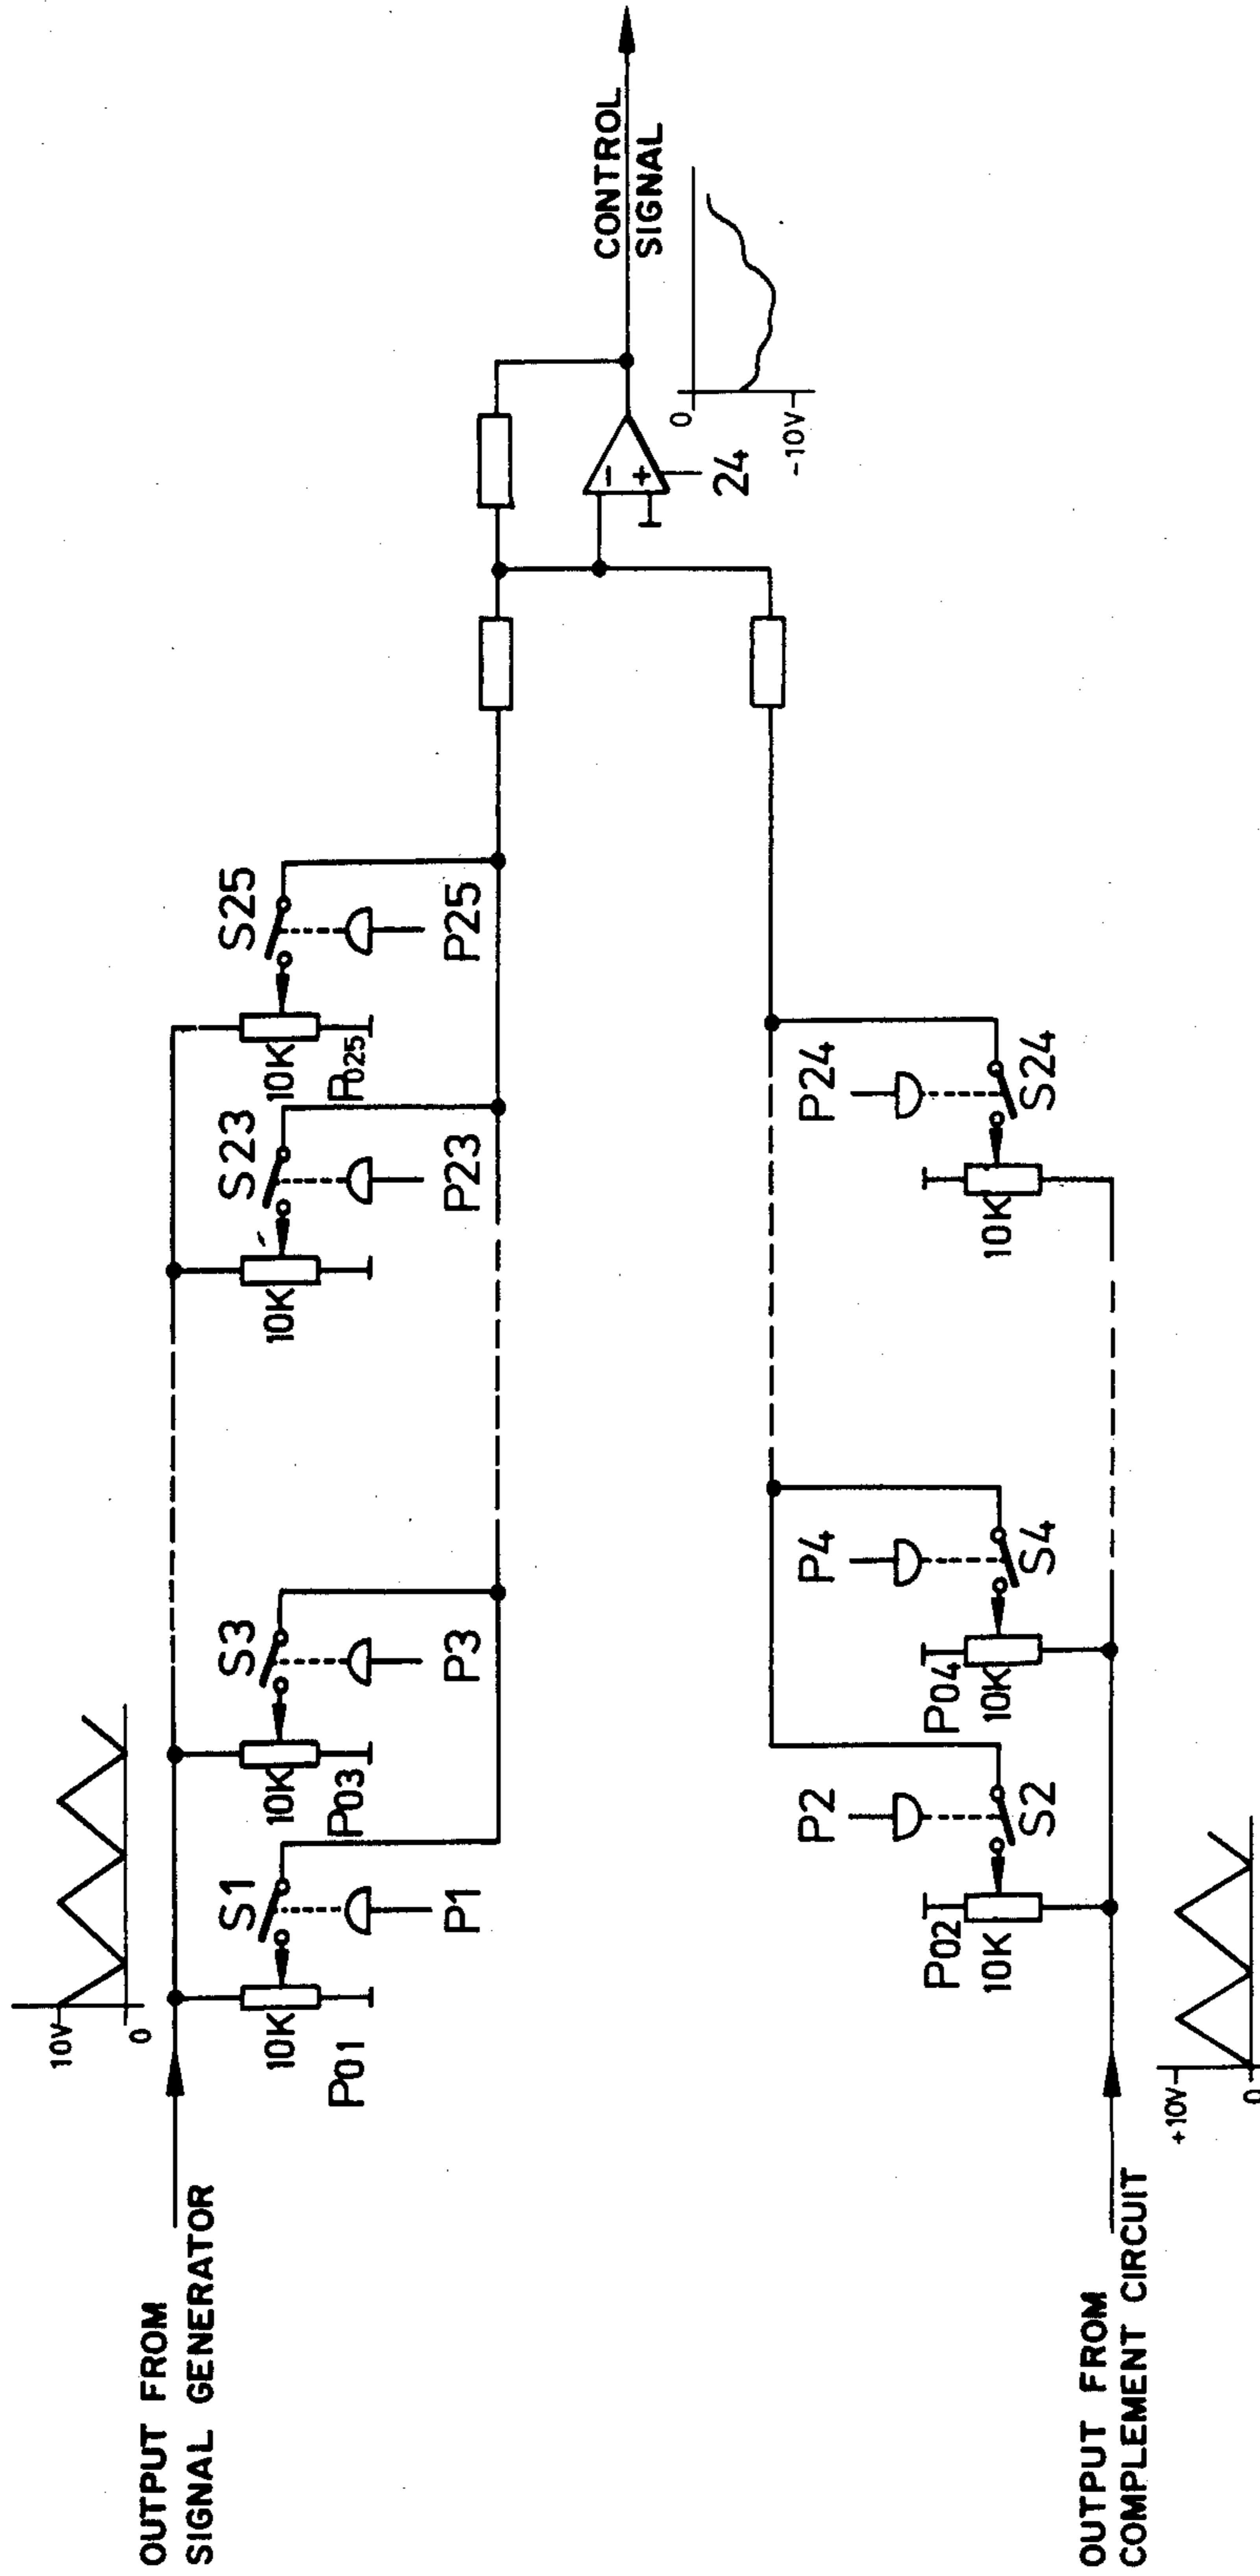 OUTPUT FROM
SIGNAL GENERATOR
10V
0
S1
10K
P01
P1
S3
10K
P03
P3
S23
10K
P23
S25
10K
P025
P25
CONTROL
SIGNAL
-
+
24
0
-10V
P2
P02
10K
S2
P4
P04
10K
S4
P24
10K
S24
OUTPUT FROM
COMPLEMENT CIRCUIT
+10V
0